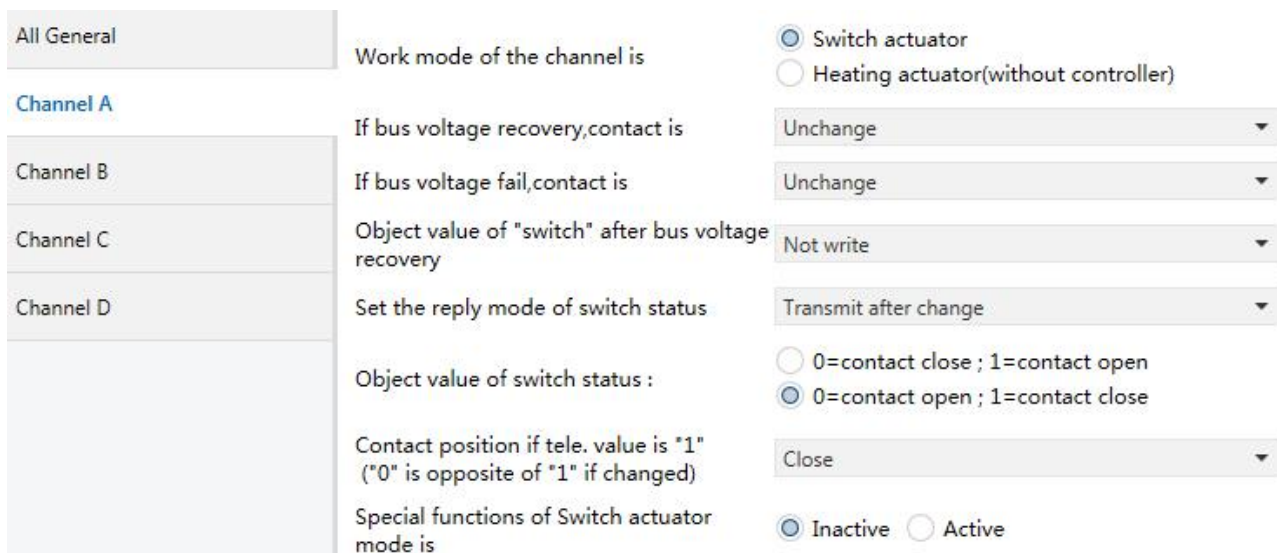 All General
Channel A
Channel B
Channel C
Channel D
Work mode of the channel is
Switch actuator
Heating actuator(without controller)
If bus voltage recovery,contact is
Unchange
If bus voltage fail,contact is
Unchange
Object value of "switch" after bus voltage
recovery
Not write
Set the reply mode of switch status
Transmit after change
Object value of switch status :
0=contact close ; 1=contact open
0=contact open ; 1=contact close
Contact position if tele. value is "1"
("0" is opposite of "1" if changed)
Close
Special functions of Switch actuator
mode is
Inactive
Active